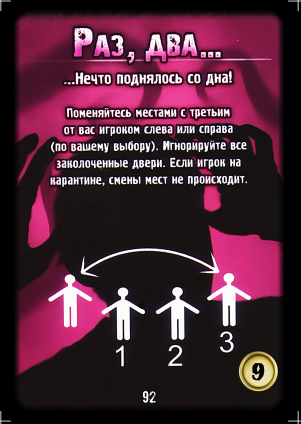 Раз, два...
...Нечто поднялось со дна!
Поменяйтесь местами с третьим
от вас игроком слева или справа
(по вашему выбору). Игнорируйте все
заколоченные двери. Если игрок на
карантине, смены мест не происходит.
1 2 3
9
92